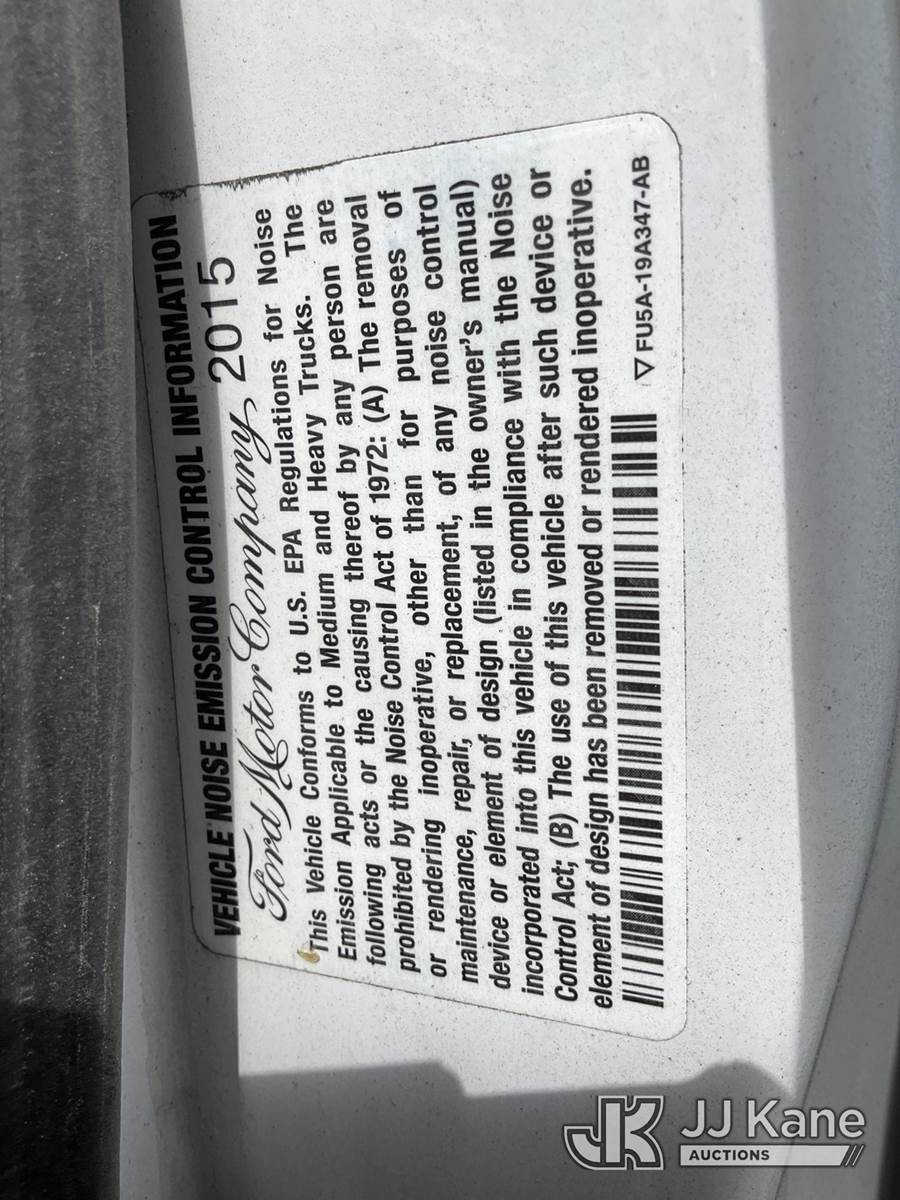 VEHICLE NOISE EMISSION CONTROL INFORMATION
Ford Motor Company, 2015
This Vehicle Conforms to U.S. EPA Regulations for Noise
Emission Applicable to Medium and Heavy Trucks. The
following acts or the causing thereof by any person are
prohibited by the Noise Control Act of 1972: (A) The removal
or rendering inoperative, other than for purposes of
maintenance, repair, or replacement, of any noise control
device or element of design (listed in the owner's manual)
incorporated into this vehicle in compliance with the Noise
Control Act; (B) The use of this vehicle after such device or
element of design has been removed or rendered inoperative.
▽ FU5A-19A347-AB
JK JJ Kane
AUCTIONS